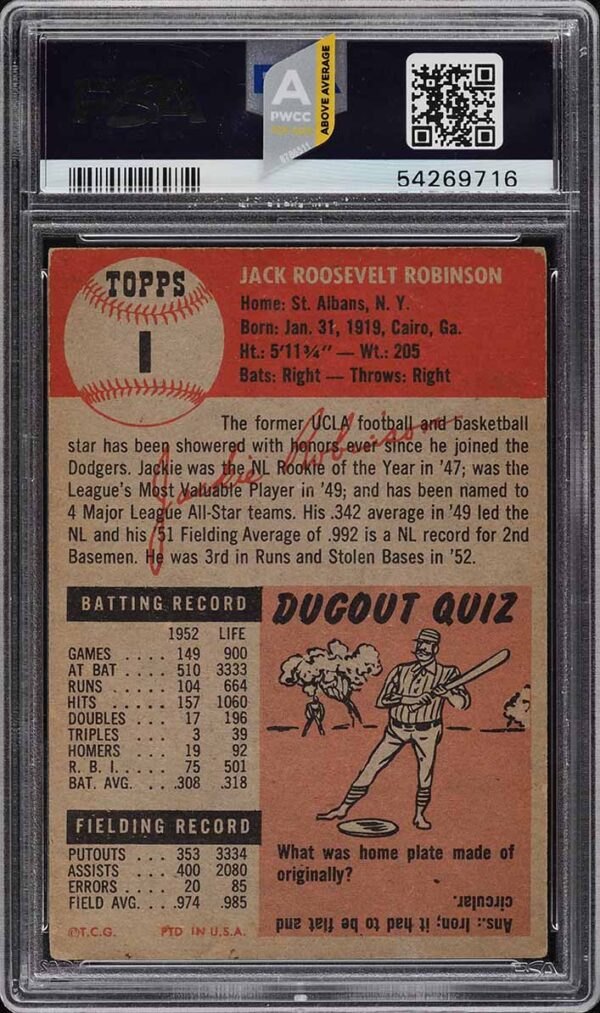 PSA
A
PWCC
ABOVE AVERAGE
54269716
TOPPS
1
JACK ROOSEVELT ROBINSON
Home: St. Albans, N. Y.
Born: Jan. 31, 1919, Cairo, Ga.
Ht.: 5'11¾" — Wt.: 205
Bats: Right — Throws: Right
The former UCLA football and basketball
star has been showered with honors ever since he joined the
Dodgers. Jackie was the NL Rookie of the Year in '47; was the
League's Most Valuable Player in '49; and has been named to
4 Major League All-Star teams. His .342 average in '49 led the
NL and his '51 Fielding Average of .992 is a NL record for 2nd
Basemen. He was 3rd in Runs and Stolen Bases in '52.
Jackie Robinson
BATTING RECORD
1952 LIFE
GAMES .... 149 900
AT BAT .... 510 3333
RUNS ..... 104 664
HITS ..... 157 1060
DOUBLES ... 17 196
TRIPLES .... 3 39
HOMERS ... 19 92
R. B. I. .... 75 501
BAT. AVG. .. .308 .318
FIELDING RECORD
PUTOUTS ... 353 3334
ASSISTS ... 400 2080
ERRORS .... 20 85
FIELD AVG. .. .974 .985
©T.C.G. PTD IN U.S.A.
DUGOUT QUIZ
What was home plate made of
originally?
Ans.: Iron; it had to be flat and
circular.
PSA